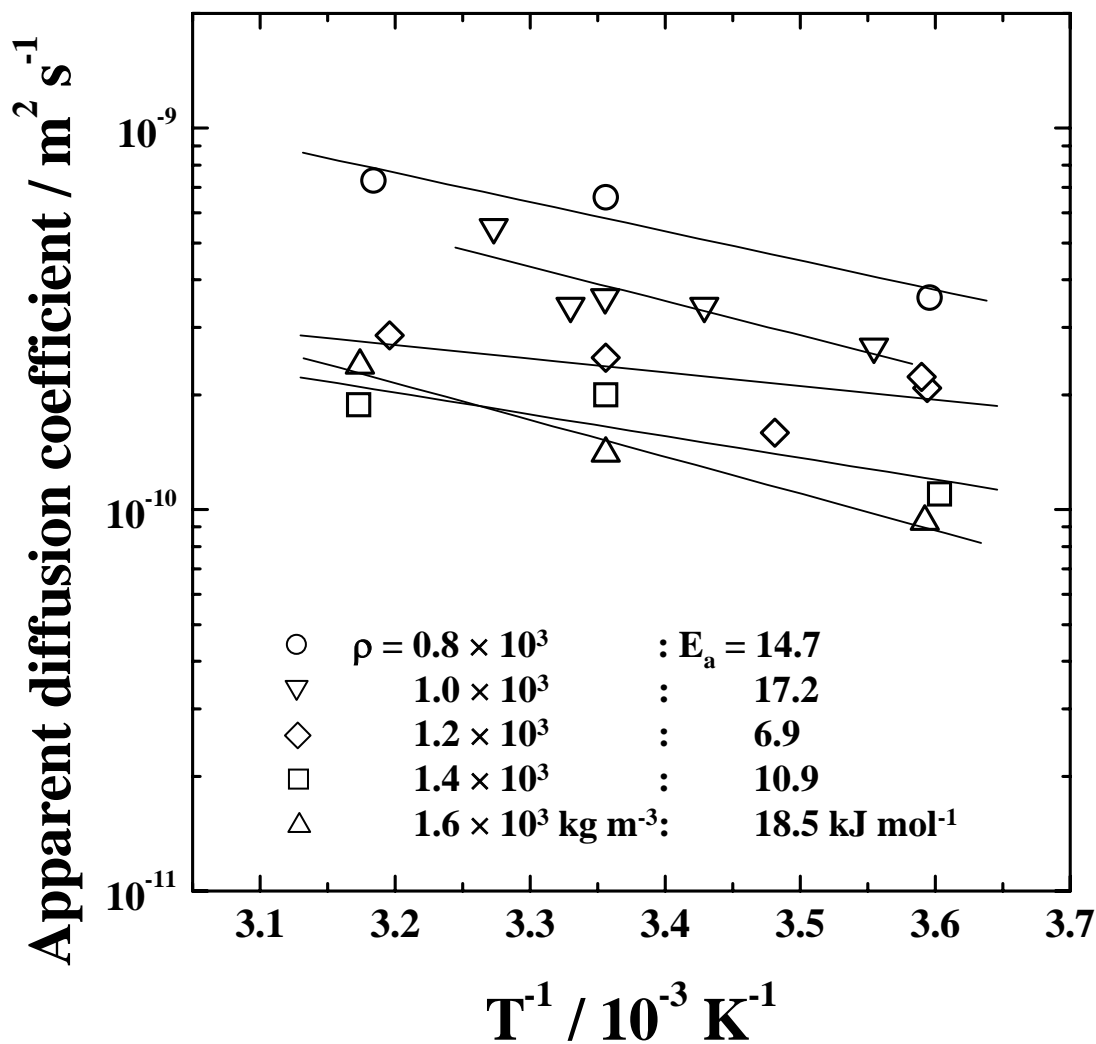 Apparent diffusion coefficient / m² s⁻¹
10⁻⁹
10⁻¹⁰
10⁻¹¹
ρ = 0.8 × 10³ : Eₐ = 14.7
1.0 × 10³ : 17.2
1.2 × 10³ : 6.9
1.4 × 10³ : 10.9
1.6 × 10³ kg m⁻³: 18.5 kJ mol⁻¹
3.1 3.2 3.3 3.4 3.5 3.6 3.7
T⁻¹ / 10⁻³ K⁻¹